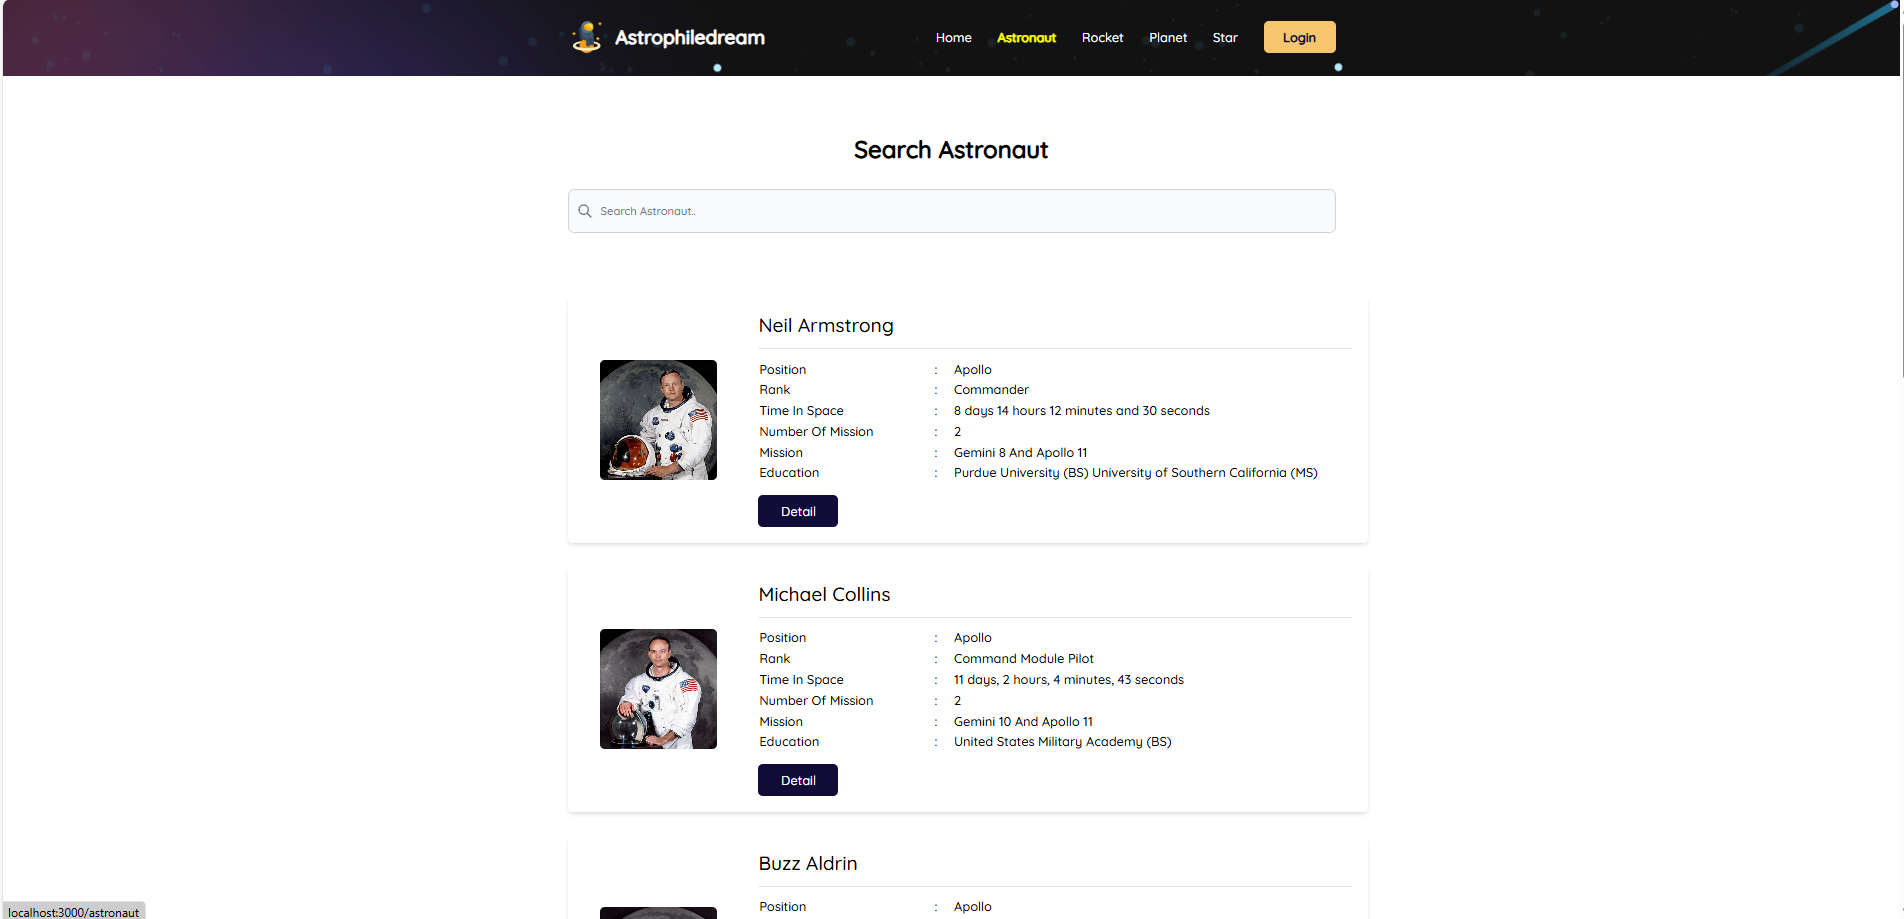 Astrophiledream
Home Astronaut Rocket Planet Star Login
Search Astronaut
Search Astronaut..
Neil Armstrong
Position : Apollo
Rank : Commander
Time In Space : 8 days 14 hours 12 minutes and 30 seconds
Number Of Mission : 2
Mission : Gemini 8 And Apollo 11
Education : Purdue University (BS) University of Southern California (MS)
Detail
Michael Collins
Position : Apollo
Rank : Command Module Pilot
Time In Space : 11 days, 2 hours, 4 minutes, 43 seconds
Number Of Mission : 2
Mission : Gemini 10 And Apollo 11
Education : United States Military Academy (BS)
Detail
Buzz Aldrin
Position : Apollo
localhost:3000/astronaut